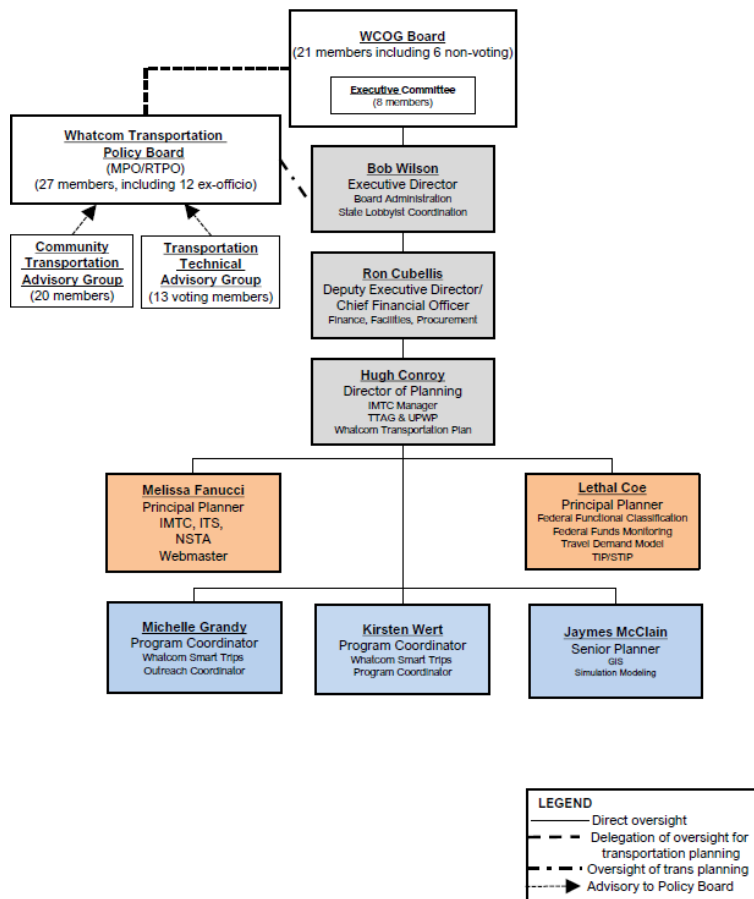 WCOG Board
(21 members including 6 non-voting)
Executive Committee
(8 members)
Whatcom Transportation
Policy Board
(MPO/RTPO)
(27 members, including 12 ex-officio)
Community
Transportation
Advisory Group
(20 members)
Transportation
Technical
Advisory Group
(13 voting members)
Bob Wilson
Executive Director
Board Administration
State Lobbyist Coordination
Ron Cubellis
Deputy Executive Director/
Chief Financial Officer
Finance, Facilities, Procurement
Hugh Conroy
Director of Planning
IMTC Manager
TTAG & UPWP
Whatcom Transportation Plan
Melissa Fanucci
Principal Planner
IMTC, ITS,
NSTA
Webmaster
Lethal Coe
Principal Planner
Federal Functional Classification
Federal Funds Monitoring
Travel Demand Model
TIP/STIP
Michelle Grandy
Program Coordinator
Whatcom Smart Trips
Outreach Coordinator
Kirsten Wert
Program Coordinator
Whatcom Smart Trips
Program Coordinator
Jaymes McClain
Senior Planner
GIS
Simulation Modeling
LEGEND
Direct oversight
Delegation of oversight for
transportation planning
Oversight of trans planning
Advisory to Policy Board